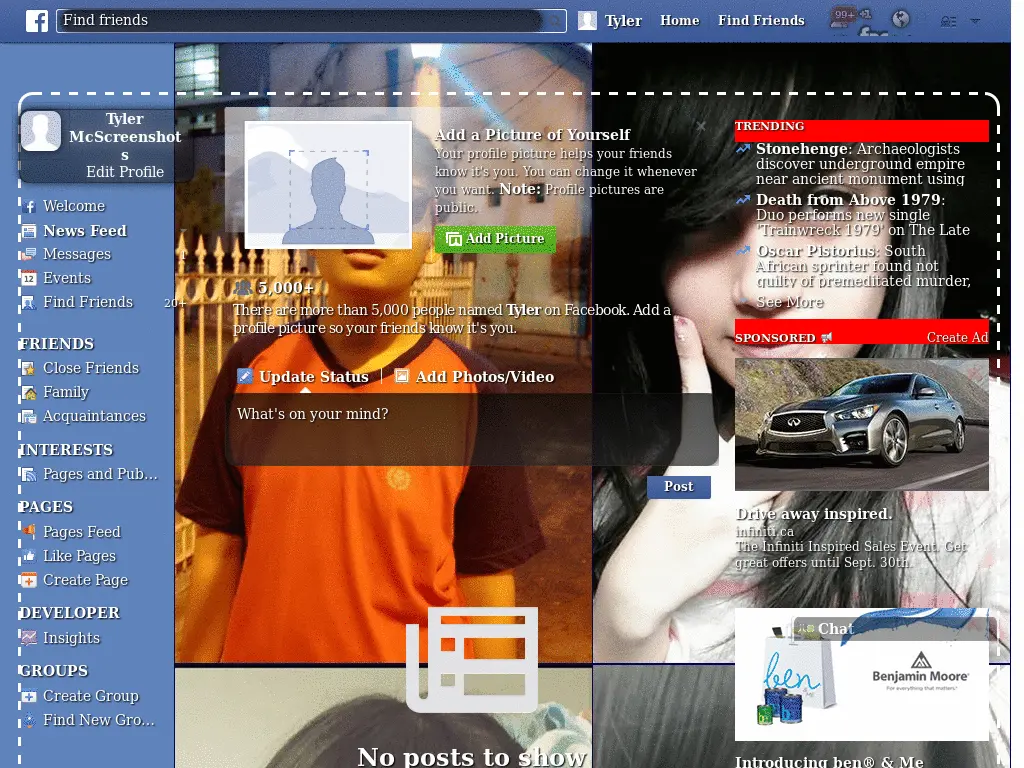 Find friends
Tyler
Home
Find Friends
99+
Tyler
McScreenshot
s
Edit Profile
Welcome
News Feed
Messages
1
Events
Find Friends
20+
FRIENDS
Close Friends
Family
Acquaintances
INTERESTS
Pages and Pub...
PAGES
Pages Feed
Like Pages
Create Page
DEVELOPER
Insights
GROUPS
Create Group
Find New Gro...
Add a Picture of Yourself
Your profile picture helps your friends
know it's you. You can change it whenever
you want. Note: Profile pictures are
public.
Add Picture
5,000+
There are more than 5,000 people named Tyler on Facebook. Add a
profile picture so your friends know it's you.
Update Status
Add Photos/Video
What's on your mind?
Post
No posts to show
TRENDING
Stonehenge: Archaeologists
discover underground empire
near ancient monument using
Death from Above 1979:
Duo performs new single
'Trainwreck 1979' on The Late
Oscar Pistorius: South
African sprinter found not
guilty of premeditated murder,
See More
SPONSORED
Create Ad
Drive away inspired.
infiniti.ca
The Infiniti Inspired Sales Event. Get
great offers until Sept. 30th.
Chat
ben
Benjamin Moore
For everything that matters.
Introducing ben® & Me